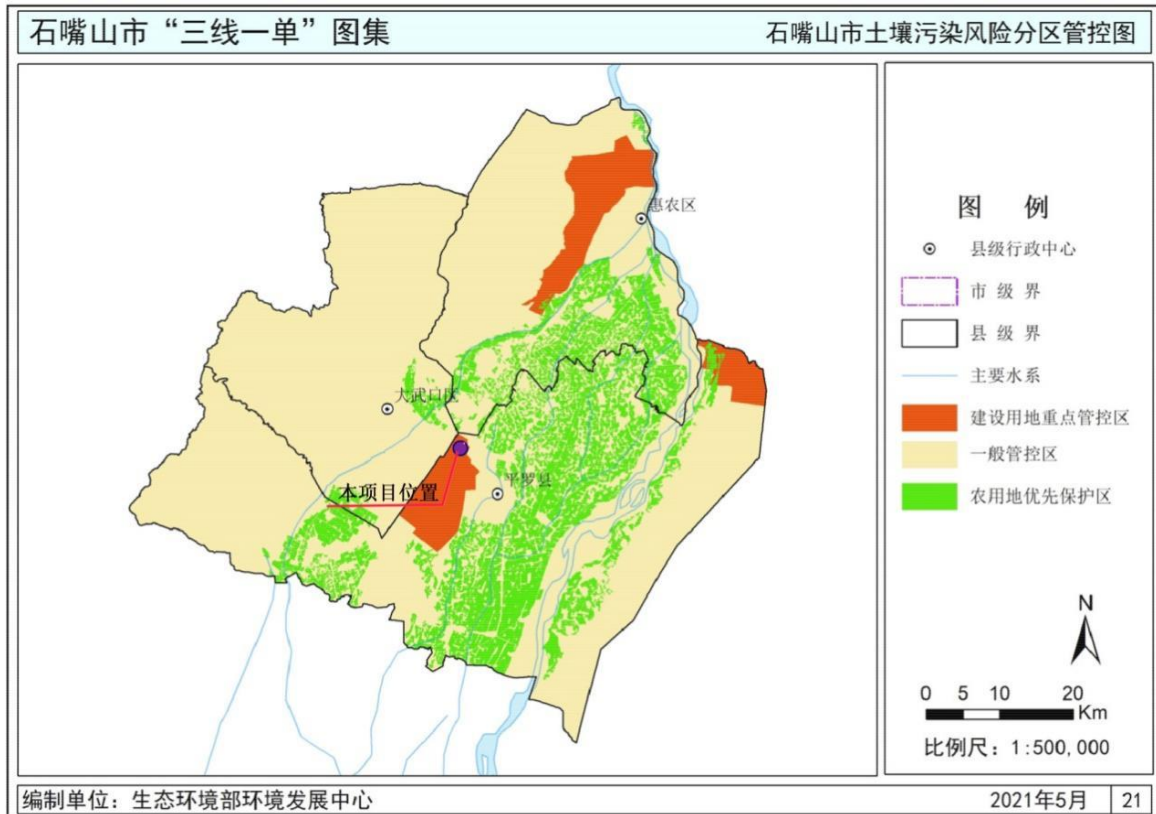 石嘴山市“三线一单”图集
石嘴山市土壤污染风险分区管控图
惠农区
大武口区
平罗县
本项目位置
图 例
县级行政中心
市 级 界
县 级 界
主要水系
建设用地重点管控区
一般管控区
农用地优先保护区
N
0 5 10 20
Km
比例尺：1:500,000
编制单位：生态环境部环境发展中心
2021年5月
21